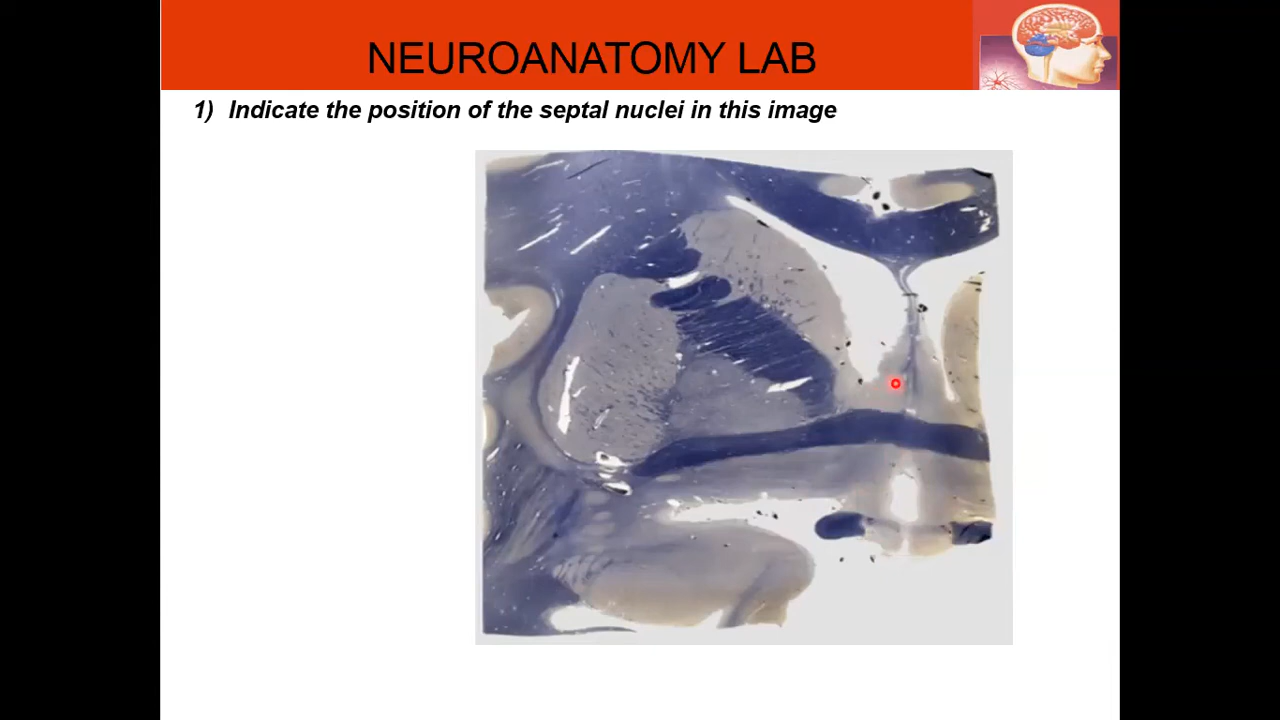 NEUROANATOMY LAB
1) Indicate the position of the septal nuclei in this image